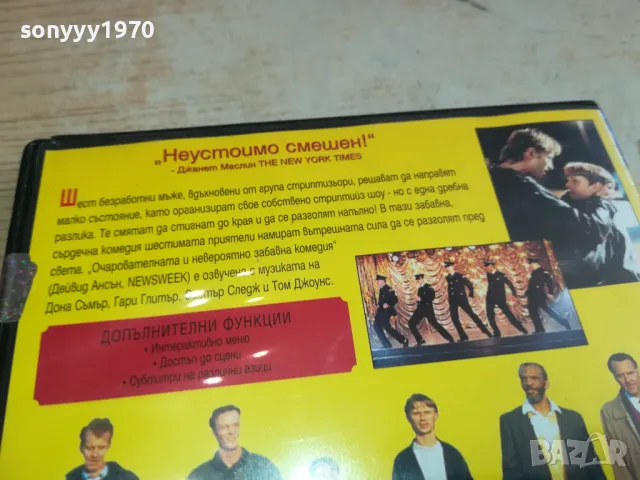 sonyyy1970
„Неустоимо смешен!“
- Джанет Маслин THE NEW YORK TIMES
Шест безработни мъже, вдъхновени от група стриптизьори, решават да направят
малко състояние, като организират свое собствено стриптийз шоу - но с една дребна
разлика. Те смятат да стигнат до края и да се разголят напълно! В тази забавна,
сърдечна комедия шестимата приятели намират вътрешната сила да се разголят пред
света. „Очарователната и невероятно забавна комедия“
(Дейвид Ансън, NEWSWEEK) е озвучена с музиката на
Дона Съмър, Гари Глитър, Систър Следж и Том Джоунс.
ДОПЪЛНИТЕЛНИ ФУНКЦИИ
• Интерактивно меню
• Достъп до сцени
• Субтитри на различни езици
BAZAR